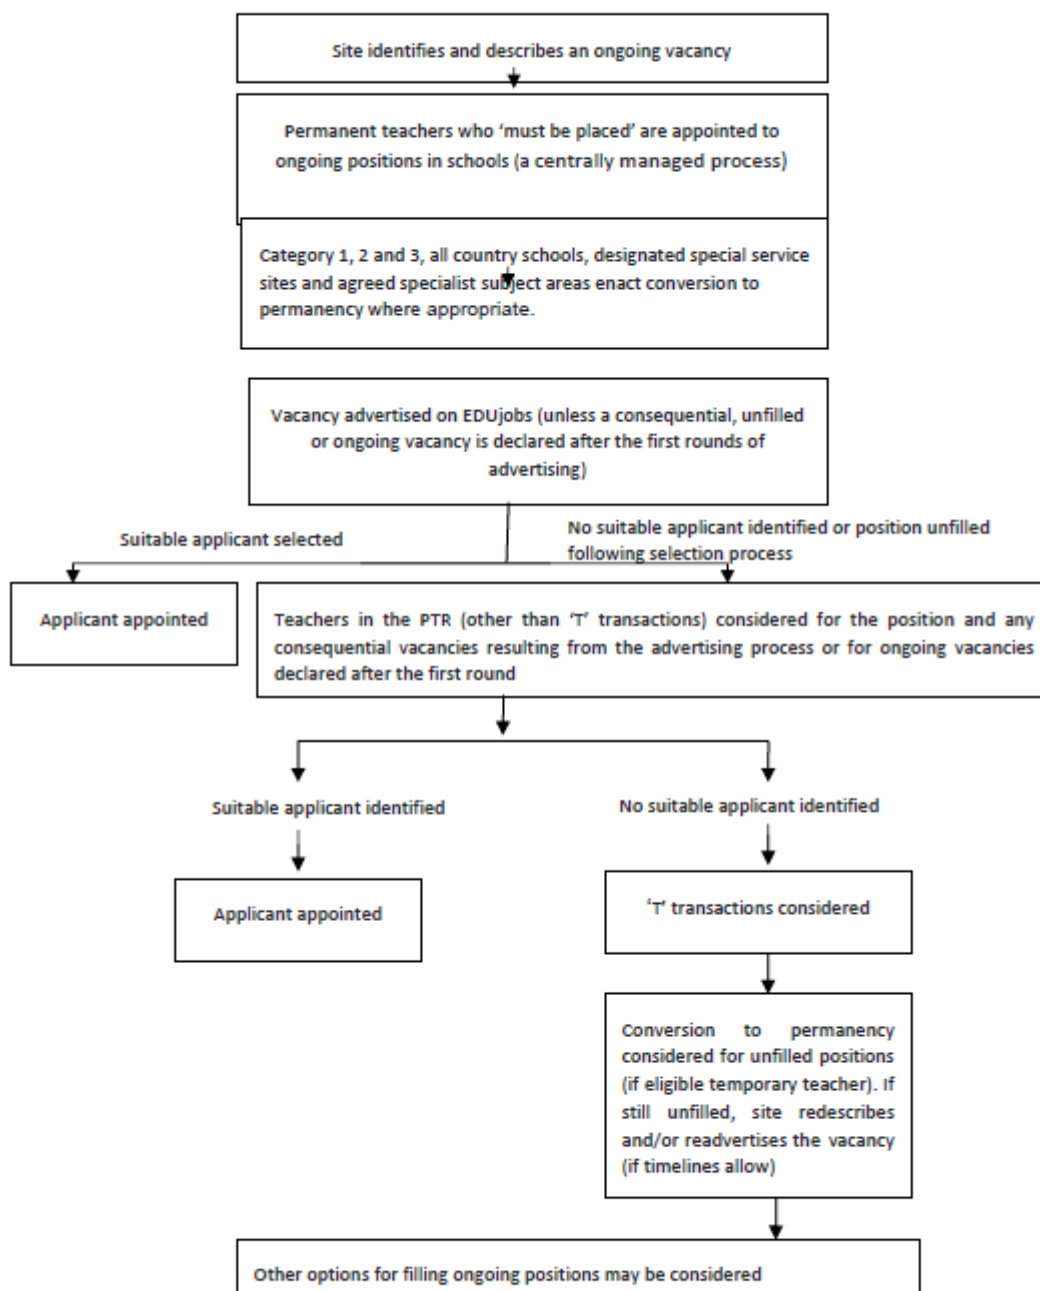 Site identifies and describes an ongoing vacancy
Permanent teachers who ‘must be placed’ are appointed to
ongoing positions in schools (a centrally managed process)
Category 1, 2 and 3, all country schools, designated special service
sites and agreed specialist subject areas enact conversion to
permanency where appropriate.
Vacancy advertised on EDUjobs (unless a consequential, unfilled
or ongoing vacancy is declared after the first rounds of
advertising)
Suitable applicant selected
No suitable applicant identified or position unfilled
following selection process
Applicant appointed
Teachers in the PTR (other than ‘T’ transactions) considered for the position and any
consequential vacancies resulting from the advertising process or for ongoing vacancies
declared after the first round
Suitable applicant identified
No suitable applicant identified
Applicant appointed
‘T’ transactions considered
Conversion to permanency
considered for unfilled positions
(if eligible temporary teacher). If
still unfilled, site redescribes
and/or readvertises the vacancy
(if timelines allow)
Other options for filling ongoing positions may be considered